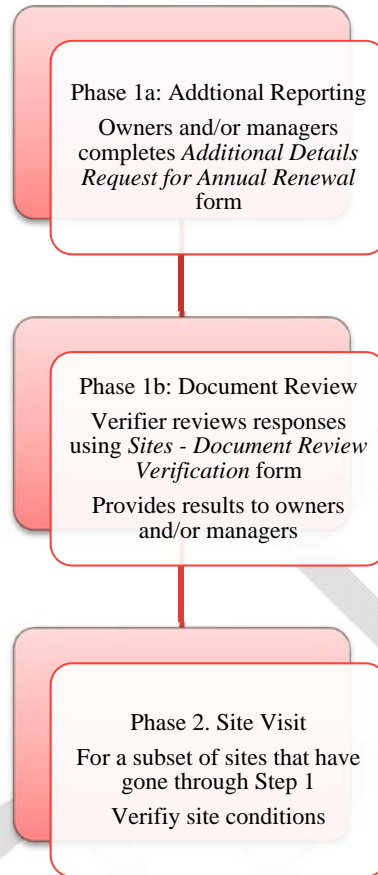 Phase 1a: Addtional Reporting
Owners and/or managers
completes Additional Details
Request for Annual Renewal
form
Phase 1b: Document Review
Verifier reviews responses
using Sites - Document Review
Verification form
Provides results to owners
and/or managers
Phase 2. Site Visit
For a subset of sites that have
gone through Step 1
Verifiy site conditions